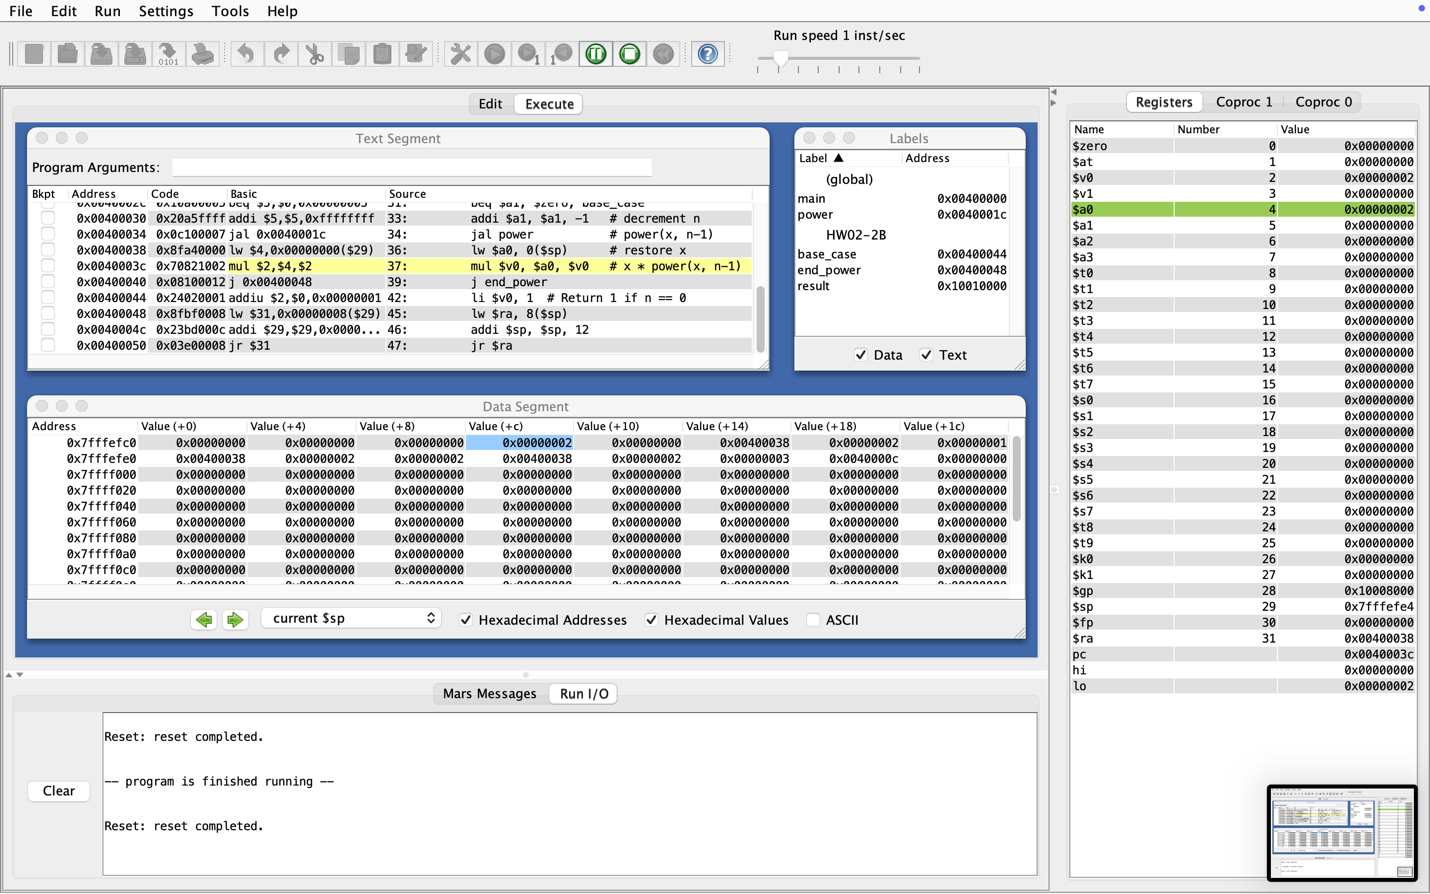 File Edit Run Settings Tools Help
Run speed 1 inst/sec
Edit Execute
Text Segment
Program Arguments:
Bkpt Address Code Basic Source
0x0040002c 0x10a00005 beq $5,$0,0x00000005 31: beq $a1, $zero, base_case
0x00400030 0x20a5ffff addi $5,$5,0xffffffff 33: addi $a1, $a1, -1 # decrement n
0x00400034 0x0c100007 jal 0x0040001c 34: jal power # power(x, n-1)
0x00400038 0x8fa40000 lw $4,0x00000000($29) 36: lw $a0, 0($sp) # restore x
0x0040003c 0x70821002 mul $2,$4,$2 37: mul $v0, $a0, $v0 # x * power(x, n-1)
0x00400040 0x08100012 j 0x00400048 39: j end_power
0x00400044 0x24020001 addiu $2,$0,0x00000001 42: li $v0, 1 # Return 1 if n == 0
0x00400048 0x8fbf0008 lw $31,0x00000008($29) 45: lw $ra, 8($sp)
0x0040004c 0x23bd000c addi $29,$29,0x0000... 46: addi $sp, $sp, 12
0x00400050 0x03e00008 jr $31 47: jr $ra
Labels
Label ▲ Address
(global)
main 0x00400000
power 0x0040001c
HW02-2B
base_case 0x00400044
end_power 0x00400048
result 0x10010000
Data Text
Data Segment
Address Value (+0) Value (+4) Value (+8) Value (+c) Value (+10) Value (+14) Value (+18) Value (+1c)
0x7fffefc0 0x00000000 0x00000000 0x00000000 0x00000002 0x00000000 0x00400038 0x00000002 0x00000001
0x7fffefe0 0x00400038 0x00000002 0x00000002 0x00400038 0x00000002 0x00000003 0x0040000c 0x00000000
0x7ffff000 0x00000000 0x00000000 0x00000000 0x00000000 0x00000000 0x00000000 0x00000000 0x00000000
0x7ffff020 0x00000000 0x00000000 0x00000000 0x00000000 0x00000000 0x00000000 0x00000000 0x00000000
0x7ffff040 0x00000000 0x00000000 0x00000000 0x00000000 0x00000000 0x00000000 0x00000000 0x00000000
0x7ffff060 0x00000000 0x00000000 0x00000000 0x00000000 0x00000000 0x00000000 0x00000000 0x00000000
0x7ffff080 0x00000000 0x00000000 0x00000000 0x00000000 0x00000000 0x00000000 0x00000000 0x00000000
0x7ffff0a0 0x00000000 0x00000000 0x00000000 0x00000000 0x00000000 0x00000000 0x00000000 0x00000000
0x7ffff0c0 0x00000000 0x00000000 0x00000000 0x00000000 0x00000000 0x00000000 0x00000000 0x00000000
current $sp Hexadecimal Addresses Hexadecimal Values ASCII
Mars Messages Run I/O
Clear
Reset: reset completed.
-- program is finished running --
Reset: reset completed.
Registers Coproc 1 Coproc 0
Name Number Value
$zero 0 0x00000000
$at 1 0x00000000
$v0 2 0x00000002
$v1 3 0x00000000
$a0 4 0x00000002
$a1 5 0x00000000
$a2 6 0x00000000
$a3 7 0x00000000
$t0 8 0x00000000
$t1 9 0x00000000
$t2 10 0x00000000
$t3 11 0x00000000
$t4 12 0x00000000
$t5 13 0x00000000
$t6 14 0x00000000
$t7 15 0x00000000
$s0 16 0x00000000
$s1 17 0x00000000
$s2 18 0x00000000
$s3 19 0x00000000
$s4 20 0x00000000
$s5 21 0x00000000
$s6 22 0x00000000
$s7 23 0x00000000
$t8 24 0x00000000
$t9 25 0x00000000
$k0 26 0x00000000
$k1 27 0x00000000
$gp 28 0x10008000
$sp 29 0x7fffefe4
$fp 30 0x00000000
$ra 31 0x00400038
pc 0x0040003c
hi 0x00000000
lo 0x00000002